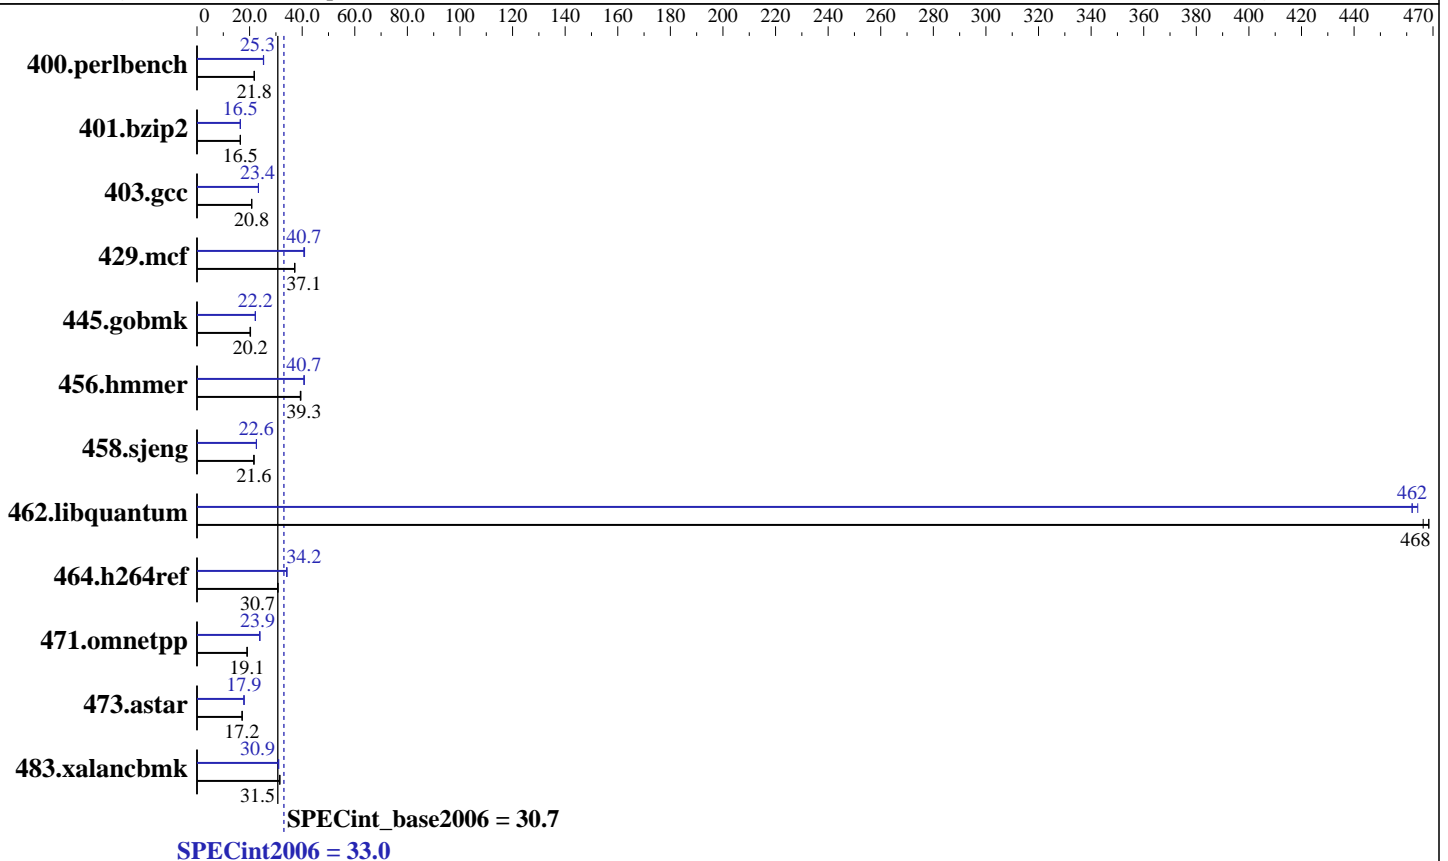 0 20.0 40.0 60.0 80.0 100 120 140 160 180 200 220 240 260 280 300 320 340 360 380 400 420 440 470
25.3
400.perlbench
21.8
16.5
401.bzip2
16.5
23.4
403.gcc
20.8
40.7
429.mcf
37.1
22.2
445.gobmk
20.2
40.7
456.hmmer
39.3
22.6
458.sjeng
21.6
462
462.libquantum
468
34.2
464.h264ref
30.7
23.9
471.omnetpp
19.1
17.9
473.astar
17.2
30.9
483.xalancbmk
31.5
SPECint_base2006 = 30.7
SPECint2006 = 33.0